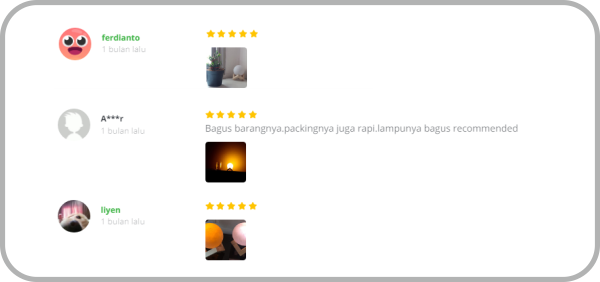 ferdianto
1 bulan lalu
A***r
1 bulan lalu
Bagus barangnya.packingnya juga rapi.lampunya bagus recommended
liyen
1 bulan lalu